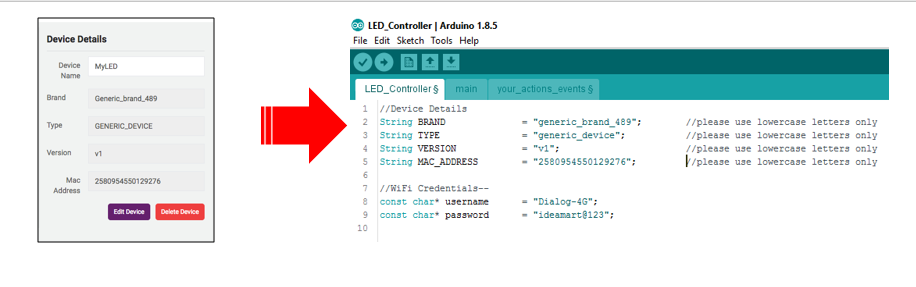 Device Details
Device Name MyLED
Brand Generic_brand_489
Type GENERIC_DEVICE
Version v1
Mac Address 2580954550129276
Edit Device Delete Device
LED_Controller | Arduino 1.8.5
File Edit Sketch Tools Help
LED_Controller § main your_actions_events §
1 //Device Details
2 String BRAND = "generic_brand_489"; //please use lowercase letters only
3 String TYPE = "generic_device"; //please use lowercase letters only
4 String VERSION = "v1"; //please use lowercase letters only
5 String MAC_ADDRESS = "2580954550129276"; //please use lowercase letters only
6
7 //WiFi Credentials--
8 const char* username = "Dialog-4G";
9 const char* password = "ideamart@123";
10